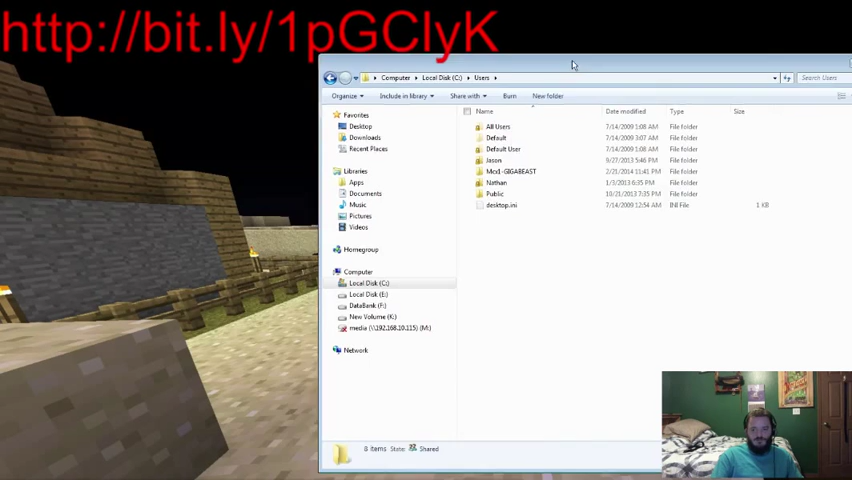 http://bit.ly/1pGClyK
Computer Local Disk (C:) Users
Search Users
Organize Include in library Share with Burn New folder
Name Date modified Type Size
Favorites
Desktop
Downloads
Recent Places
Libraries
Apps
Documents
Music
Pictures
Videos
Homegroup
Computer
Local Disk (C:)
Local Disk (E:)
DataBank (F:)
New Volume (K:)
media (\\192.168.10.115) (M:)
Network
All Users 7/14/2009 1:08 AM File folder
Default 7/14/2009 3:07 AM File folder
Default User 7/14/2009 1:08 AM File folder
Jason 9/27/2013 5:46 PM File folder
Mcx1-GIGABEAST 2/21/2014 11:41 PM File folder
Nathan 1/3/2013 6:35 PM File folder
Public 10/21/2013 7:35 PM File folder
desktop.ini 7/14/2009 12:54 AM INI File 1 KB
8 items State: Shared